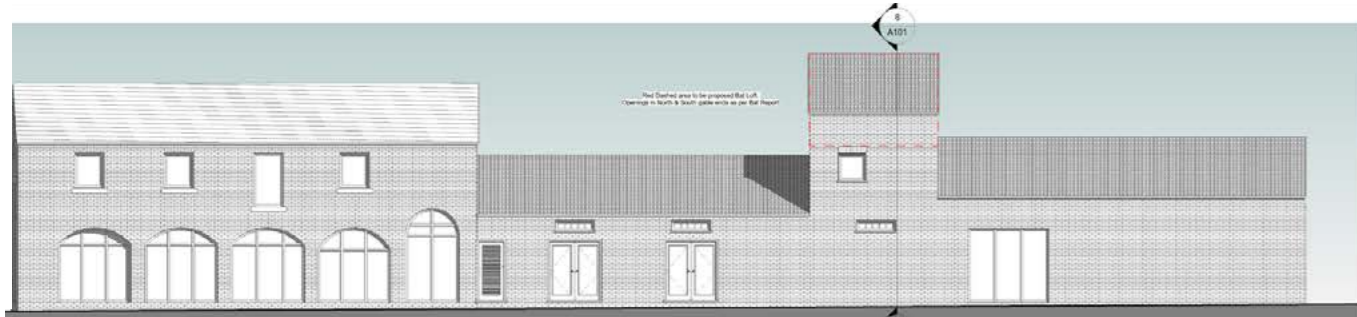 8
A101
Red Dashed area to be proposed Bat Loft.
Openings in North & South gable ends as per Bat Report